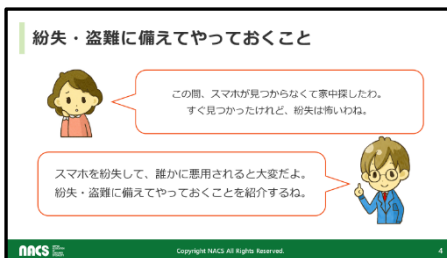 紛失・盗難に備えてやっておくこと
この間、スマホが見つからなくて家中探したわ。
すぐ見つかったけれど、紛失は怖いわね。
スマホを紛失して、誰かに悪用されると大変だよ。
紛失・盗難に備えてやっておくことを紹介するね。
NACS
Copyright NACS All Rights Reserved.
4